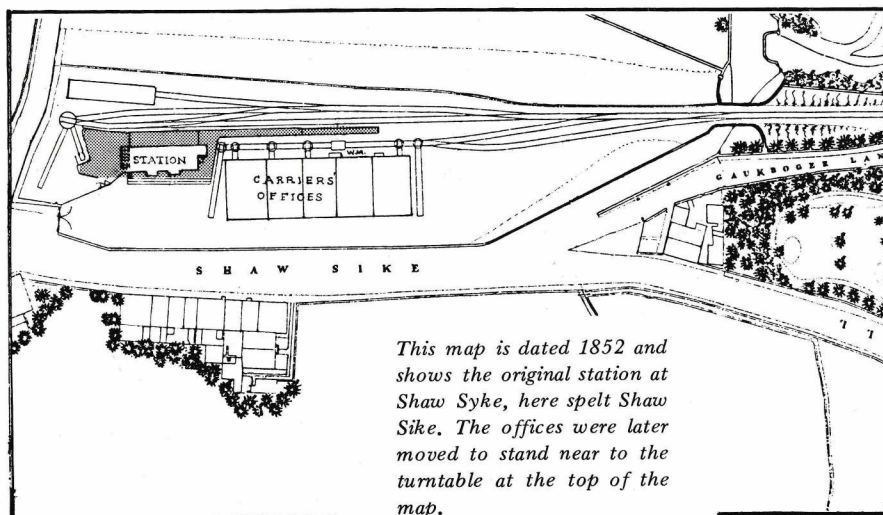 STATION
W.M.
CARRIERS'
OFFICES
GAUKROGER LAN
SHAW SIKE
This map is dated 1852 and
shows the original station at
Shaw Syke, here spelt Shaw
Sike. The offices were later
moved to stand near to the
turntable at the top of the
map.